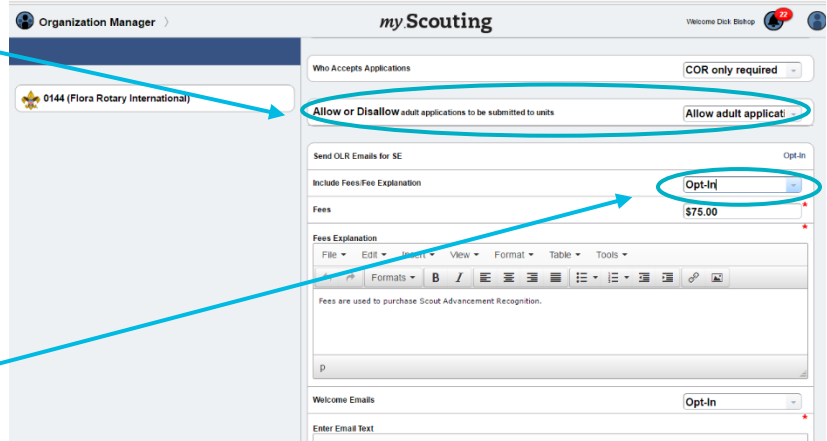 Organization Manager
my.Scouting
Welcome Dick Bishop
22
0144 (Flora Rotary International)
Who Accepts Applications
COR only required
Allow or Disallow adult applications to be submitted to units
Allow adult applicati
Send OLR Emails for SE
Opt-In
Include Fees/Fee Explanation
Opt-In
Fees
$75.00
*
Fees Explanation
*
File Edit Insert View Format Table Tools
Formats B I
Fees are used to purchase Scout Advancement Recognition.
p
Welcome Emails
Opt-In
Enter Email Text
*